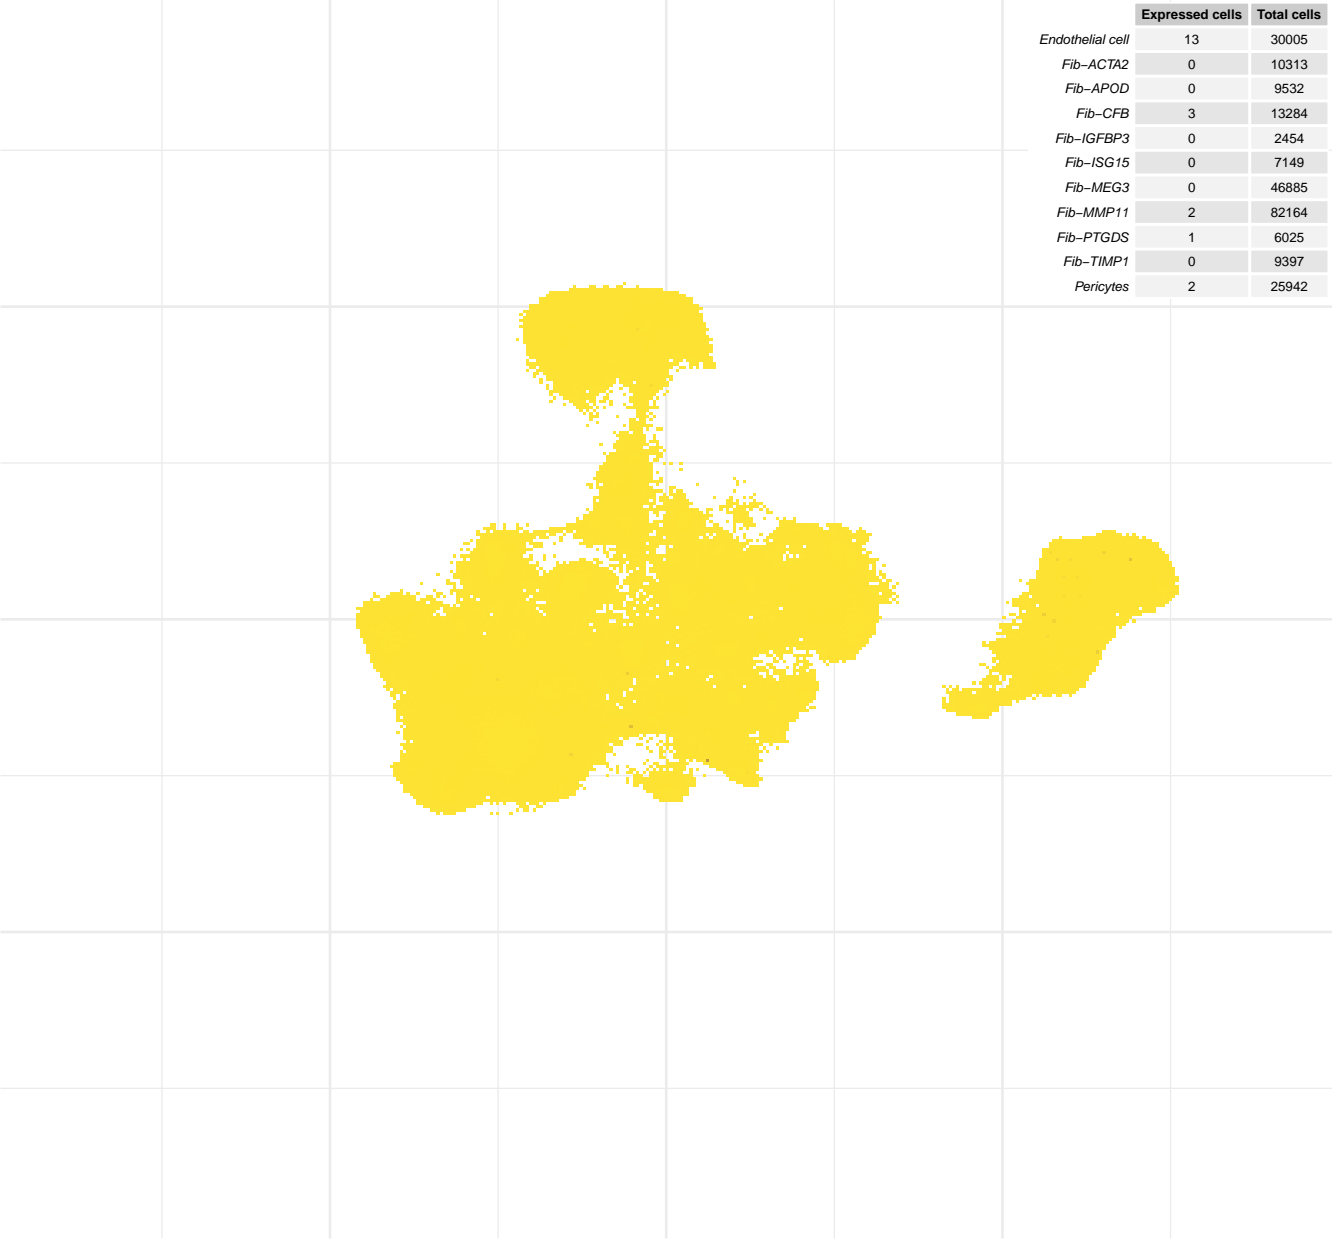 Expressed cells Total cells
Endothelial cell 13 30005
Fib−ACTA2 0 10313
Fib−APOD 0 9532
Fib−CFB 3 13284
Fib−IGFBP3 0 2454
Fib−ISG15 0 7149
Fib−MEG3 0 46885
Fib−MMP11 2 82164
Fib−PTGDS 1 6025
Fib−TIMP1 0 9397
Pericytes 2 25942